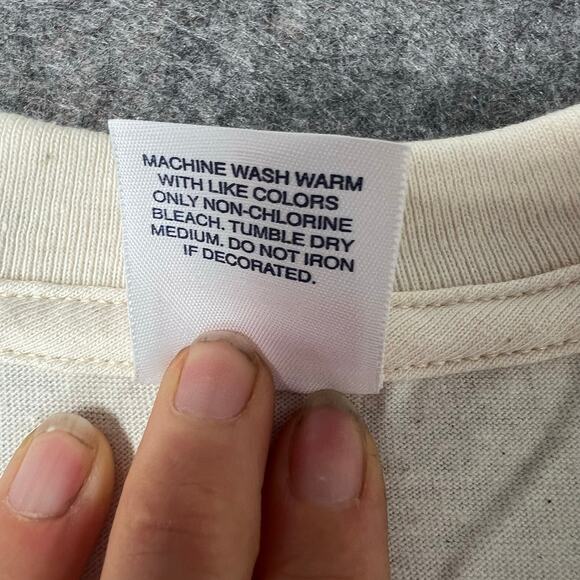 MACHINE WASH WARM
WITH LIKE COLORS
ONLY NON-CHLORINE
BLEACH. TUMBLE DRY
MEDIUM. DO NOT IRON
IF DECORATED.